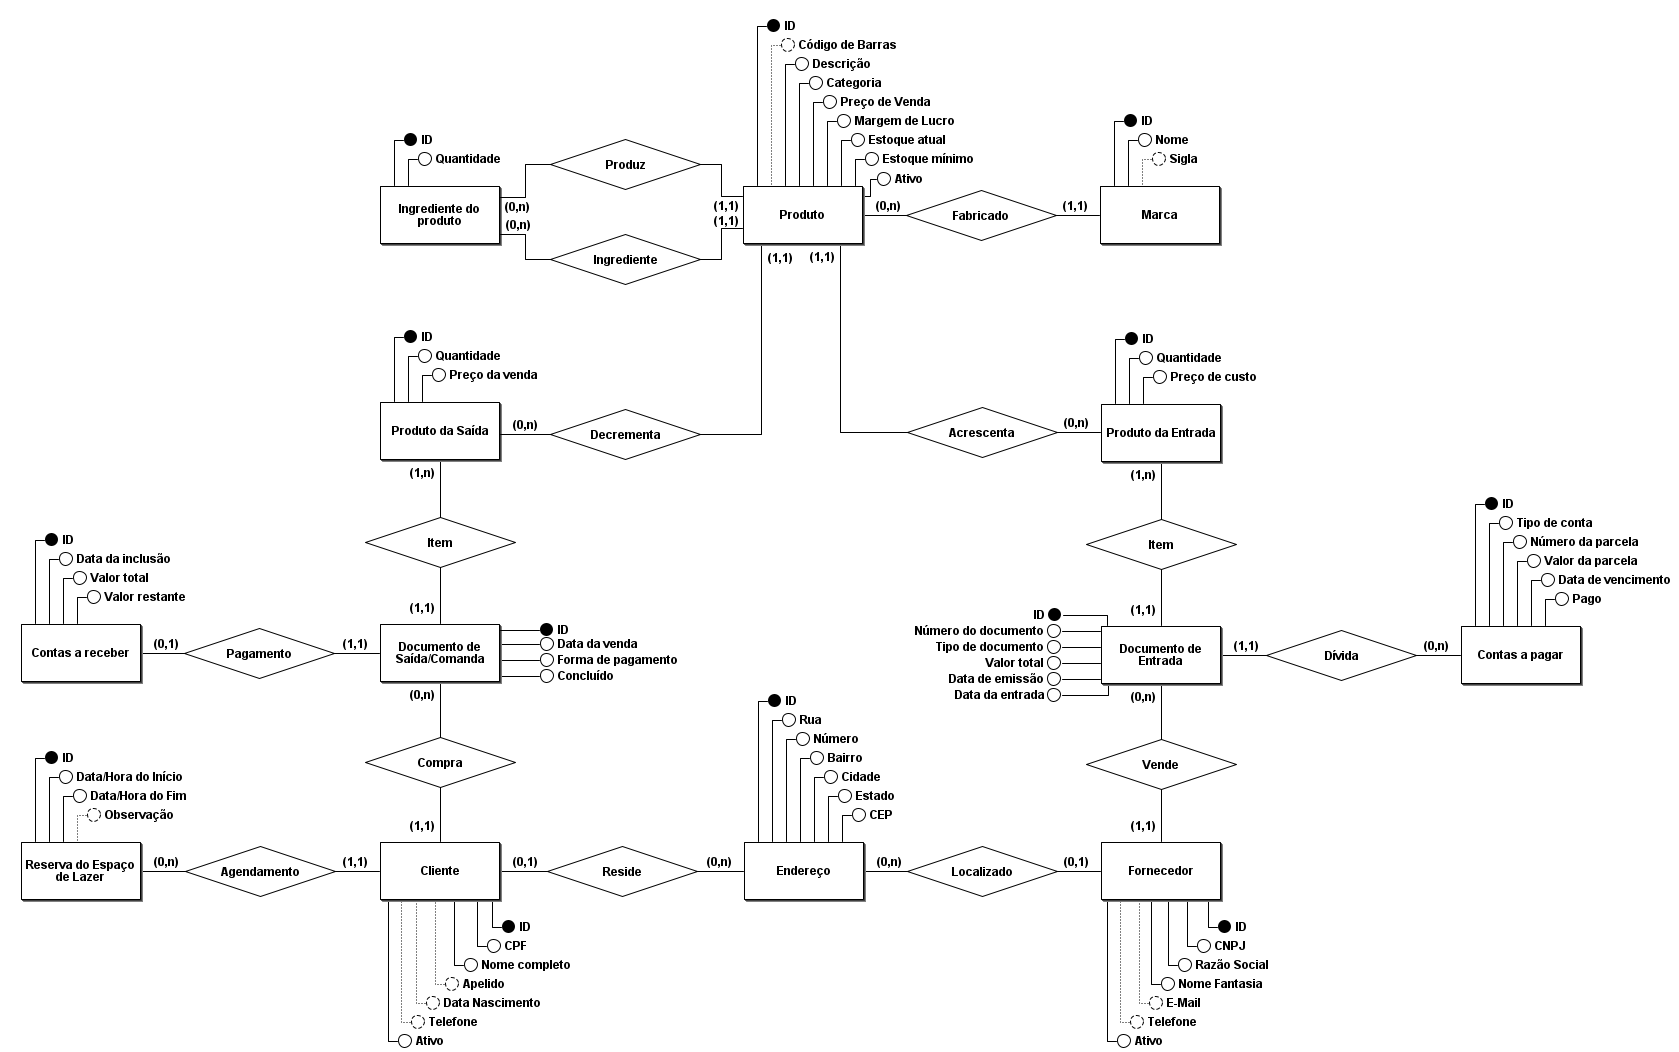 ID
Código de Barras
Descrição
Categoria
Preço de Venda
Margem de Lucro
Estoque atual
Estoque mínimo
Ativo
ID
Quantidade
Ingrediente do
produto
(0,n)
(0,n)
Produz
Ingrediente
(1,1)
(1,1)
Produto
(1,1)
(1,1)
(0,n)
Fabricado
(1,1)
ID
Nome
Sigla
Marca
ID
Quantidade
Preço da venda
Produto da Saída
(0,n)
Decrementa
(1,n)
Acrescenta
(0,n)
ID
Quantidade
Preço de custo
Produto da Entrada
(1,n)
Item
Item
ID
Data da inclusão
Valor total
Valor restante
Contas a receber
(0,1)
Pagamento
(1,1)
(1,1)
Documento de
Saída/Comanda
ID
Data da venda
Forma de pagamento
Concluído
(0,n)
ID
Número do documento
Tipo de documento
Valor total
Data de emissão
Data da entrada
(1,1)
Documento de
Entrada
(0,n)
(1,1)
Dívida
(0,n)
ID
Tipo de conta
Número da parcela
Valor da parcela
Data de vencimento
Pago
Contas a pagar
Compra
(1,1)
Vende
(1,1)
ID
Data/Hora do Início
Data/Hora do Fim
Observação
Reserva do Espaço
de Lazer
(0,n)
Agendamento
(1,1)
Cliente
(0,1)
Reside
(0,n)
ID
Rua
Número
Bairro
Cidade
Estado
CEP
Endereço
(0,n)
Localizado
(0,1)
Fornecedor
ID
CPF
Nome completo
Apelido
Data Nascimento
Telefone
Ativo
ID
CNPJ
Razão Social
Nome Fantasia
E-Mail
Telefone
Ativo